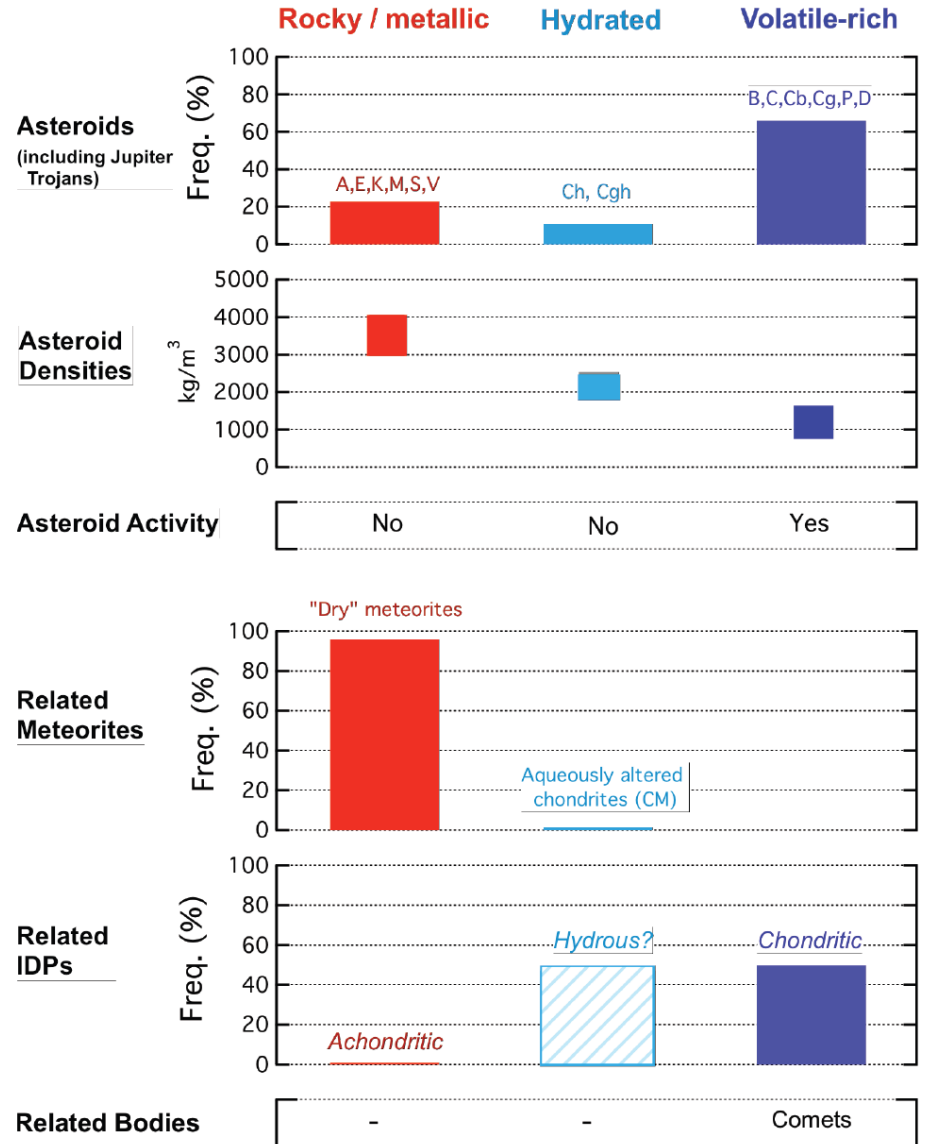 Rocky / metallic Hydrated Volatile-rich
Asteroids
(including Jupiter
Trojans)
Freq. (%)
100
80
60
40
20
0
A,E,K,M,S,V
Ch, Cgh
B,C,Cb,Cg,P,D
Asteroid
Densities
kg/m³
5000
4000
3000
2000
1000
0
Asteroid Activity No No Yes
"Dry" meteorites
Related
Meteorites
Freq. (%)
100
80
60
40
20
0
Aqueously altered
chondrites (CM)
Related
IDPs
Freq. (%)
100
80
60
40
20
0
Achondritic
Hydrous?
Chondritic
Related Bodies - - Comets